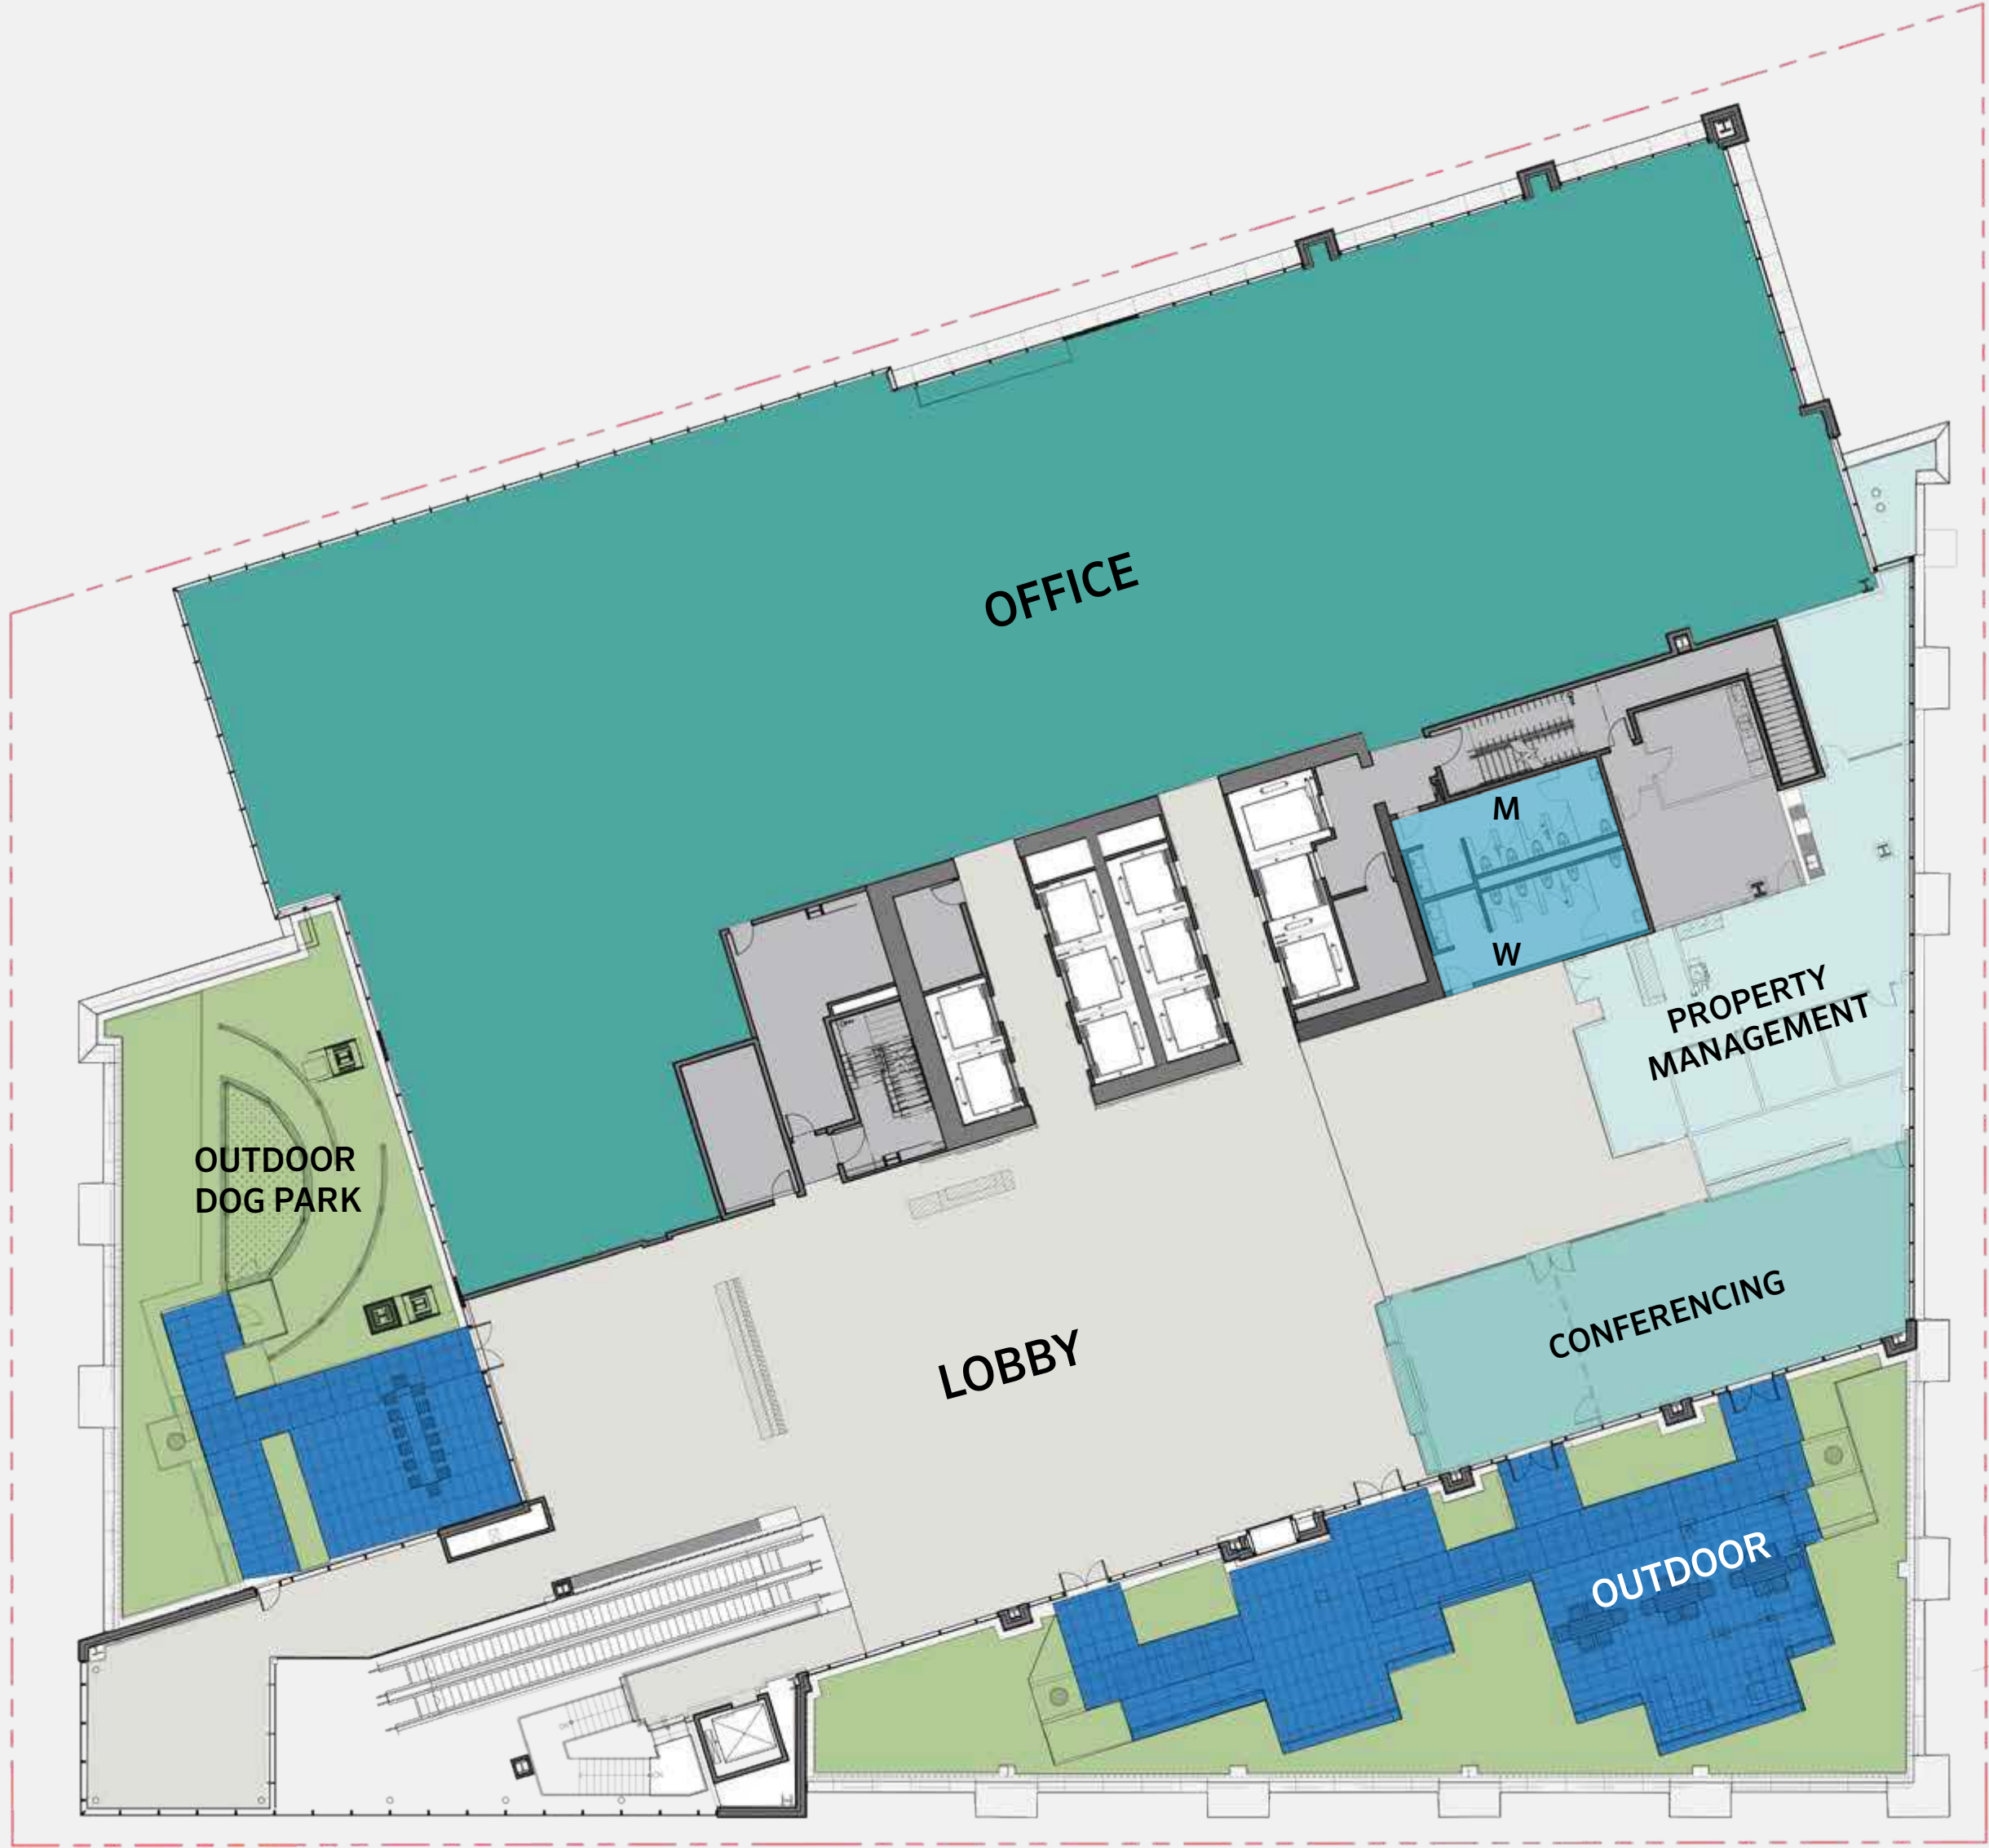 OFFICE
M
W
PROPERTY
MANAGEMENT
OUTDOOR
DOG PARK
CONFERENCING
LOBBY
OUTDOOR